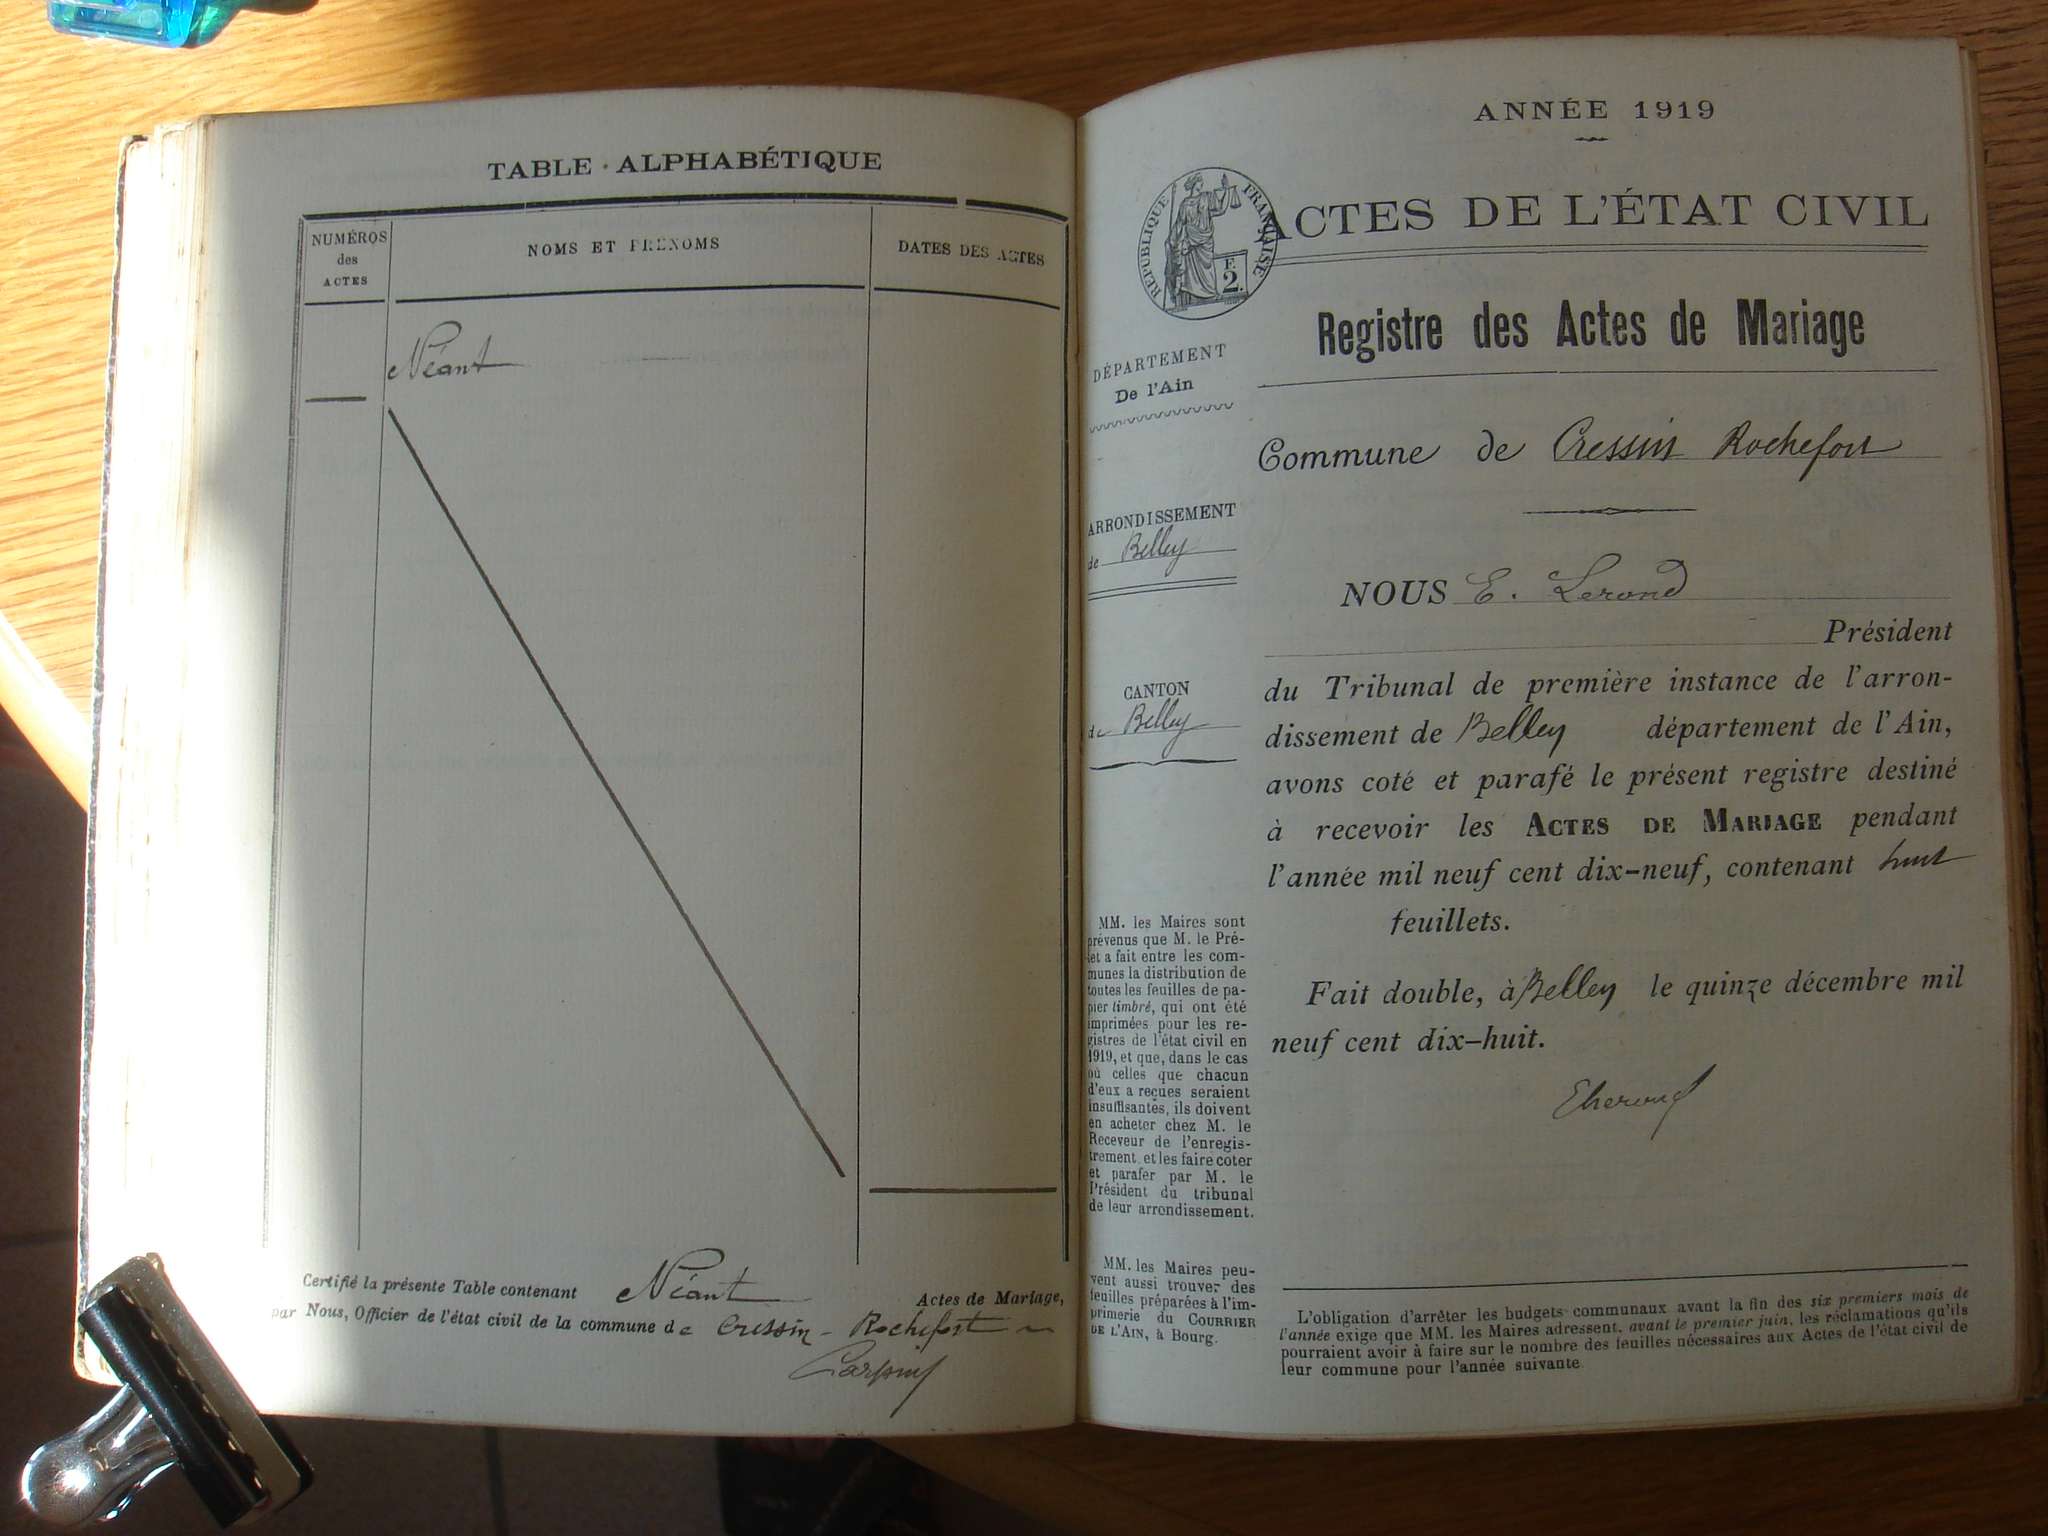 TABLE ALPHABÉTIQUE
NUMÉROS
des
ACTES
NOMS ET PRÉNOMS
DATES DES ACTES
Néant
Certifié la présente Table contenant Néant Actes de Mariage,
par Nous, Officier de l'état civil de la commune de Cressin-Rochefort
ANNÉE 1919
RÉPUBLIQUE FRANÇAISE
F.
2.
ACTES DE L'ÉTAT CIVIL
Registre des Actes de Mariage
DÉPARTEMENT
De l'Ain
ARRONDISSEMENT
de Belley
CANTON
de Belley
MM. les Maires sont
prévenus que M. le Pré-
fet a fait entre les com-
munes la distribution de
toutes les feuilles de pa-
pier timbré, qui ont été
imprimées pour les re-
gistres de l'état civil en
1919, et que, dans le cas
où celles que chacun
d'eux a reçues seraient
insuffisantes, ils doivent
en acheter chez M. le
Receveur de l'enregis-
trement et les faire coter
et parafer par M. le
Président du tribunal
de leur arrondissement.
MM. les Maires peu-
vent aussi trouver des
feuilles préparées à l'im-
primerie du COURRIER
DE L'AIN, à Bourg.
Commune de Cressin Rochefort
NOUS E. Lerond
Président
du Tribunal de première instance de l'arron-
dissement de Belley département de l'Ain,
avons coté et parafé le présent registre destiné
à recevoir les ACTES DE MARIAGE pendant
l'année mil neuf cent dix-neuf, contenant huit
feuillets.
Fait double, à Belley le quinze décembre mil
neuf cent dix-huit.
L'obligation d'arrêter les budgets communaux avant la fin des six premiers mois de
l'année exige que MM. les Maires adressent, avant le premier juin, les réclamations qu'ils
pourraient avoir à faire sur le nombre des feuilles nécessaires aux Actes de l'état civil de
leur commune pour l'année suivante